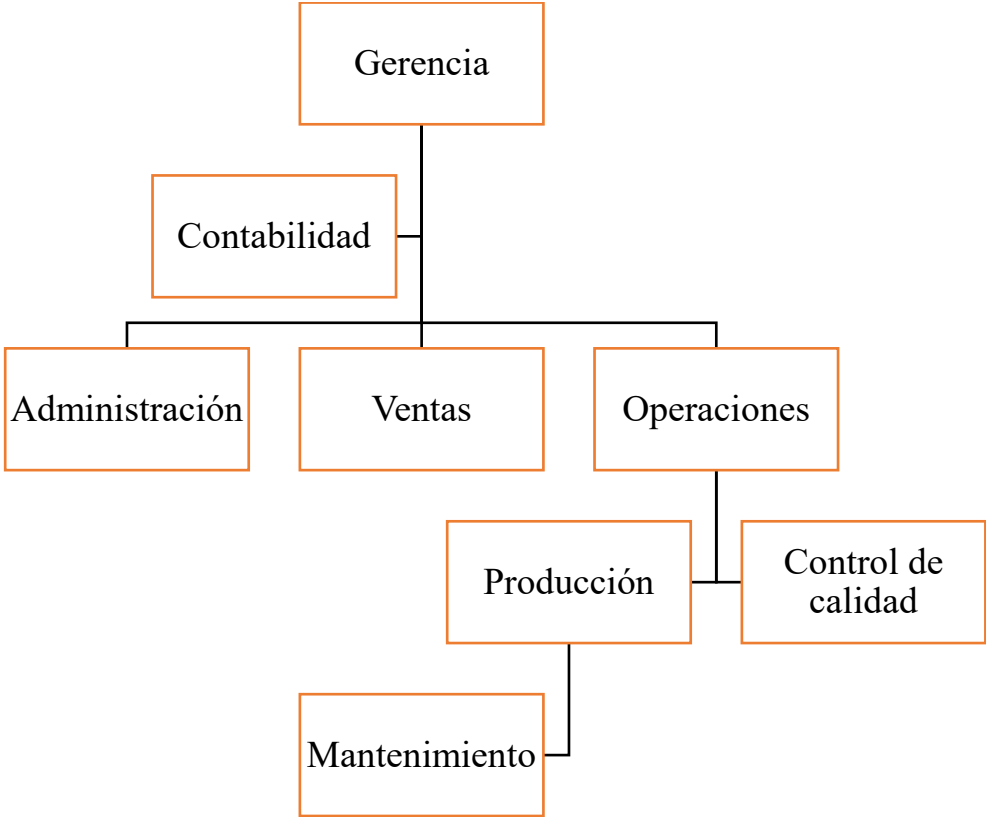 Gerencia
Contabilidad
Administración
Ventas
Operaciones
Producción
Control de
calidad
Mantenimiento